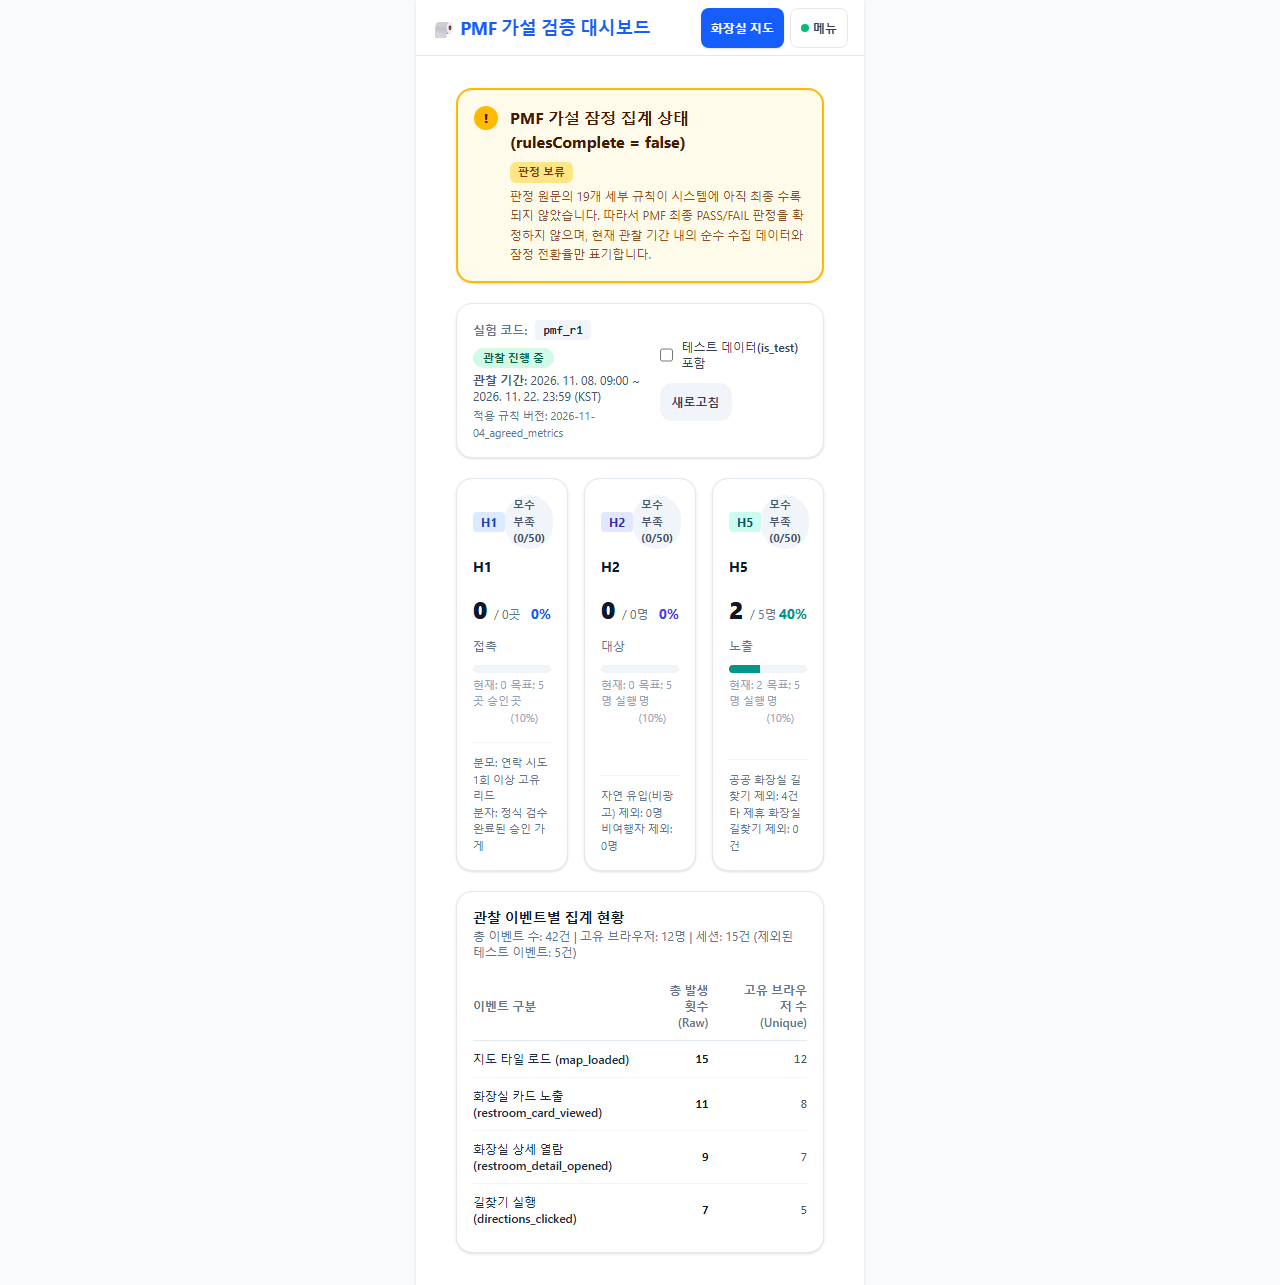 PMF 가설 검증 대시보드
화장실 지도
메뉴
!
PMF 가설 잠정 집계 상태
(rulesComplete = false)
판정 보류
판정 원문의 19개 세부 규칙이 시스템에 아직 최종 수록
되지 않았습니다. 따라서 PMF 최종 PASS/FAIL 판정을 확
정하지 않으며, 현재 관찰 기간 내의 순수 수집 데이터와
잠정 전환율만 표기합니다.
실험 코드: pmf_r1
관찰 진행 중
관찰 기간: 2026. 11. 08. 09:00 ~
2026. 11. 22. 23:59 (KST)
적용 규칙 버전: 2026-11-
04_agreed_metrics
테스트 데이터(is_test)
포함
새로고침
H1
모수
부족
(0/50)
H1
0 / 0곳 0%
접촉
현재: 0
곳 승인
목표: 5
곳
(10%)
분모: 연락 시도
1회 이상 고유
리드
분자: 정식 검수
완료된 승인 가
게
H2
모수
부족
(0/50)
H2
0 / 0명 0%
대상
현재: 0
명 실행
목표: 5
명
(10%)
자연 유입(비광
고) 제외: 0명
비여행자 제외:
0명
H5
모수
부족
(0/50)
H5
2 / 5명 40%
노출
현재: 2
명 실행
목표: 5
명
(10%)
공공 화장실 길
찾기 제외: 4건
타 제휴 화장실
길찾기 제외: 0
건
관찰 이벤트별 집계 현황
총 이벤트 수: 42건 | 고유 브라우저: 12명 | 세션: 15건 (제외된
테스트 이벤트: 5건)
이벤트 구분
총 발생
횟수
(Raw)
고유 브라우
저 수
(Unique)
지도 타일 로드 (map_loaded) 15 12
화장실 카드 노출
(restroom_card_viewed) 11 8
화장실 상세 열람
(restroom_detail_opened) 9 7
길찾기 실행
(directions_clicked) 7 5